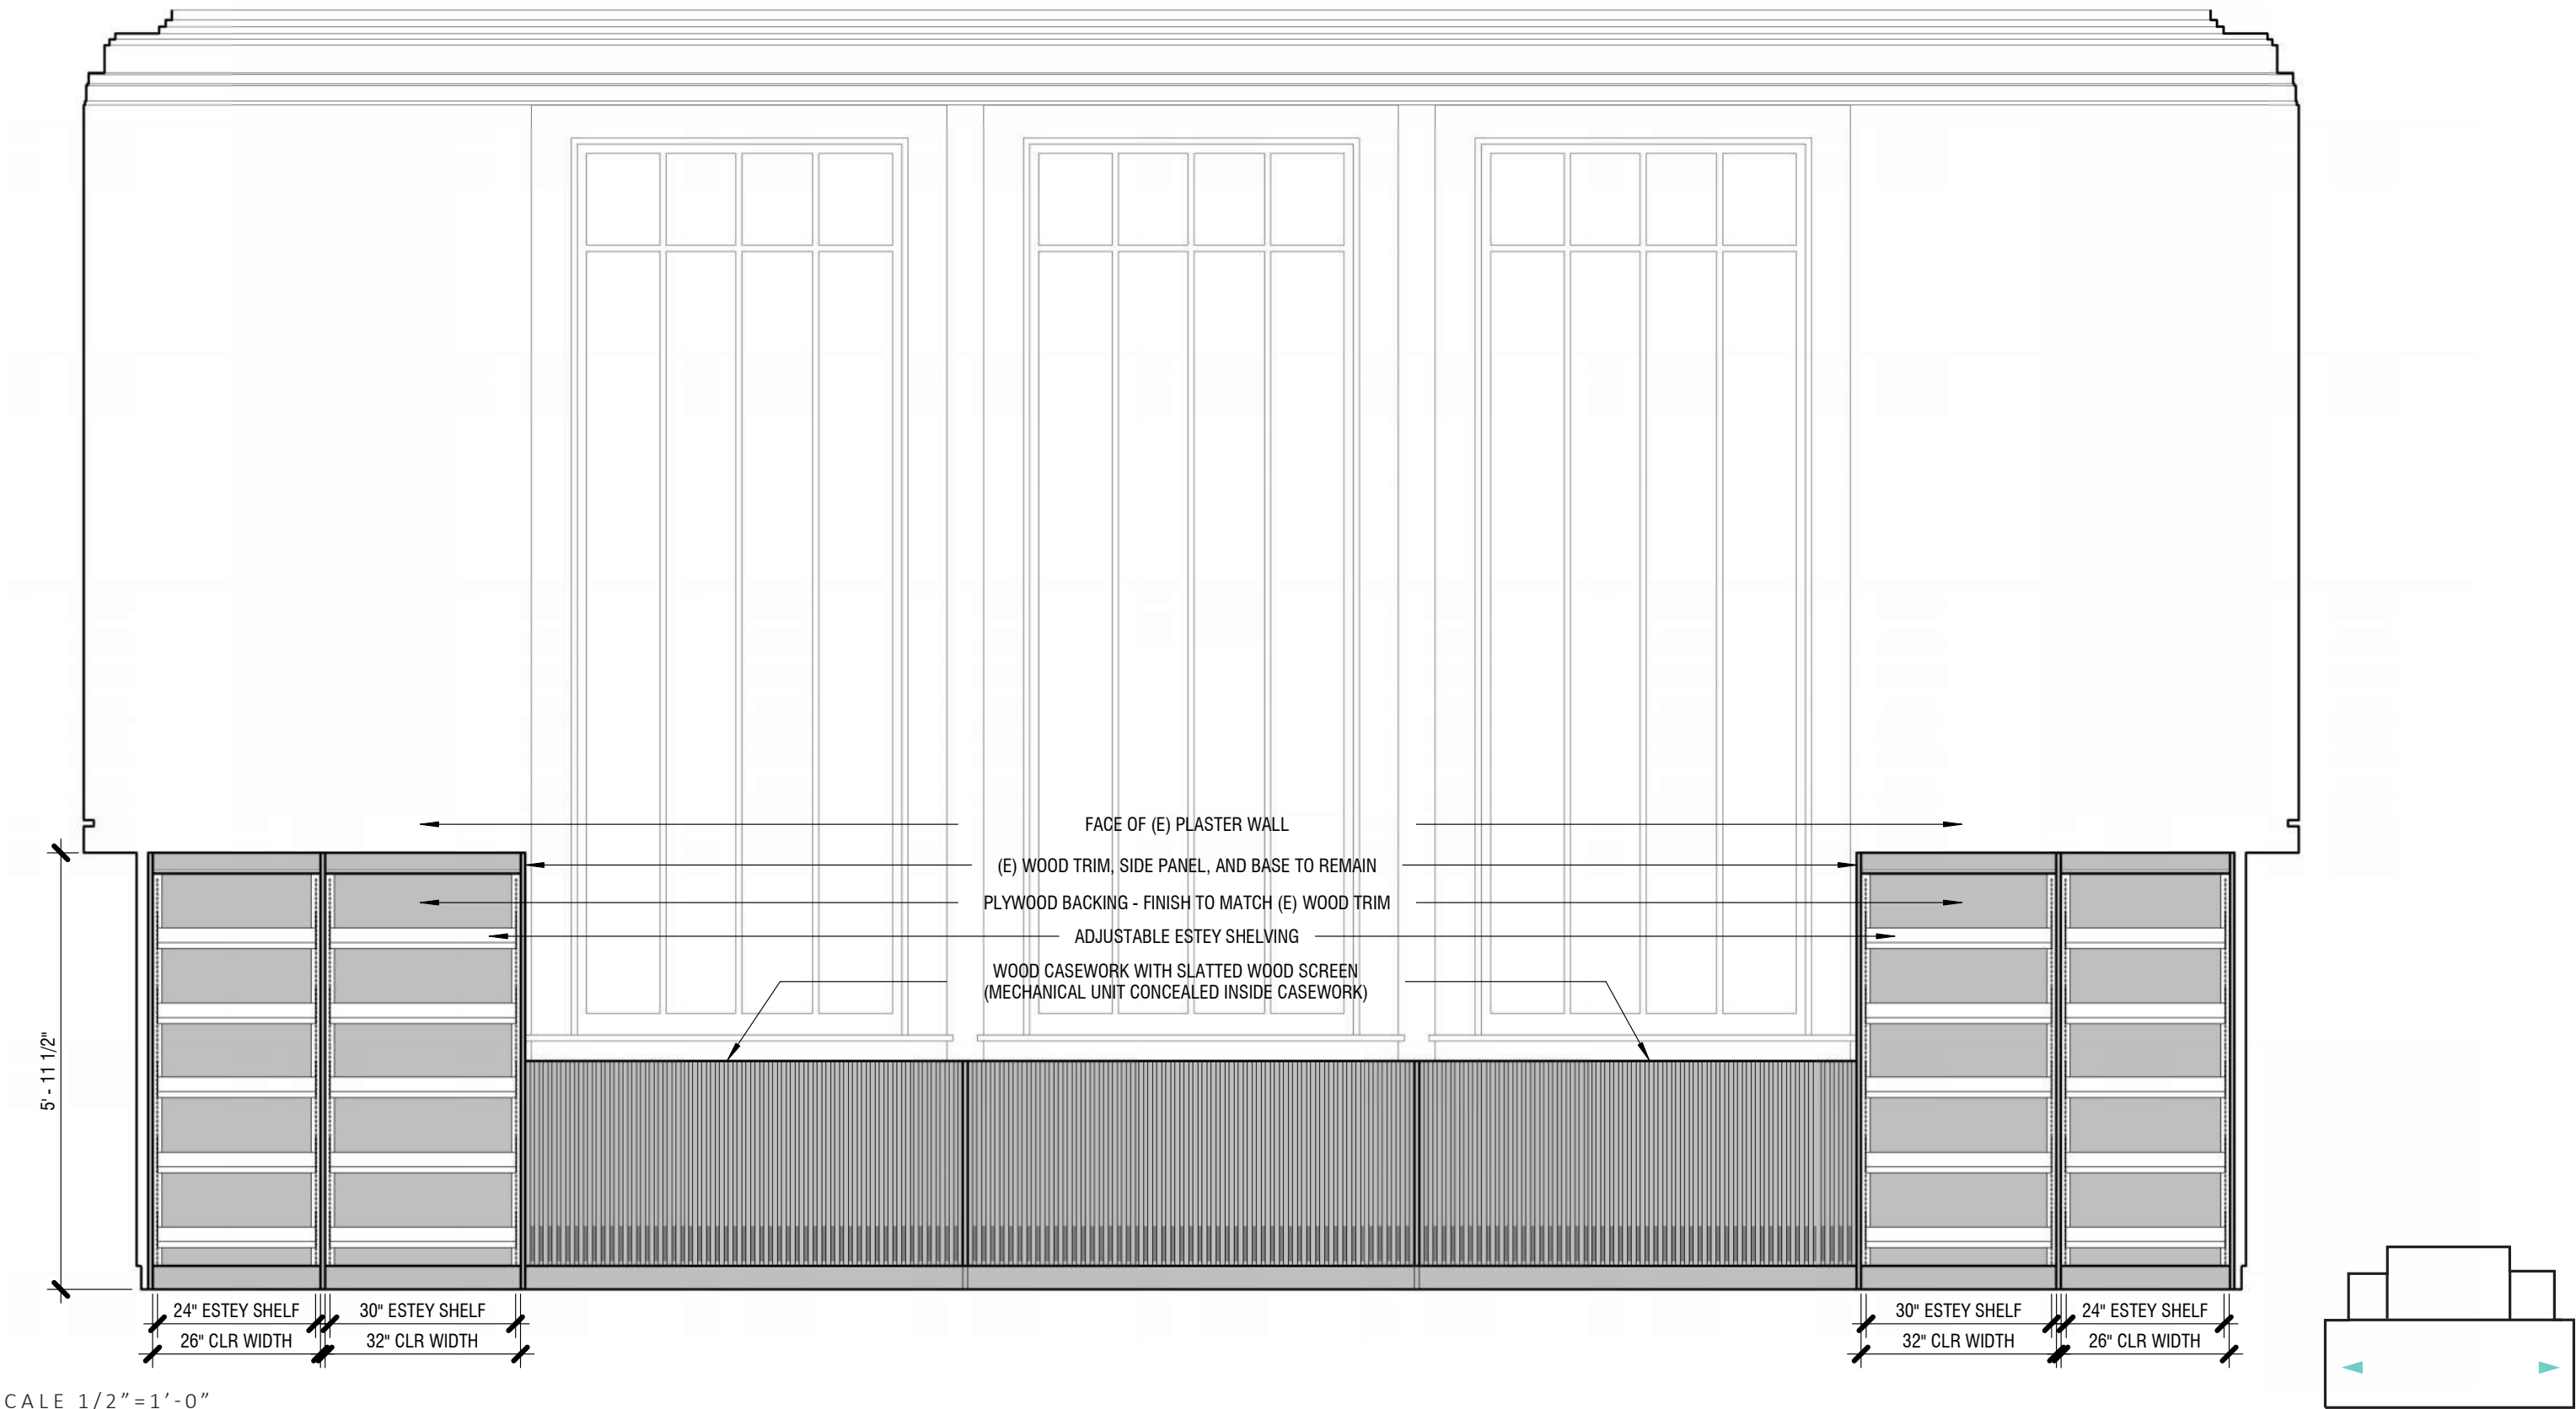 FACE OF (E) PLASTER WALL
(E) WOOD TRIM, SIDE PANEL, AND BASE TO REMAIN
PLYWOOD BACKING - FINISH TO MATCH (E) WOOD TRIM
ADJUSTABLE ESTEY SHELVING
WOOD CASEWORK WITH SLATTED WOOD SCREEN
(MECHANICAL UNIT CONCEALED INSIDE CASEWORK)
5' - 11 1/2"
24" ESTEY SHELF 30" ESTEY SHELF 30" ESTEY SHELF 24" ESTEY SHELF
26" CLR WIDTH 32" CLR WIDTH 32" CLR WIDTH 26" CLR WIDTH
CALE 1/2”=1’-0”